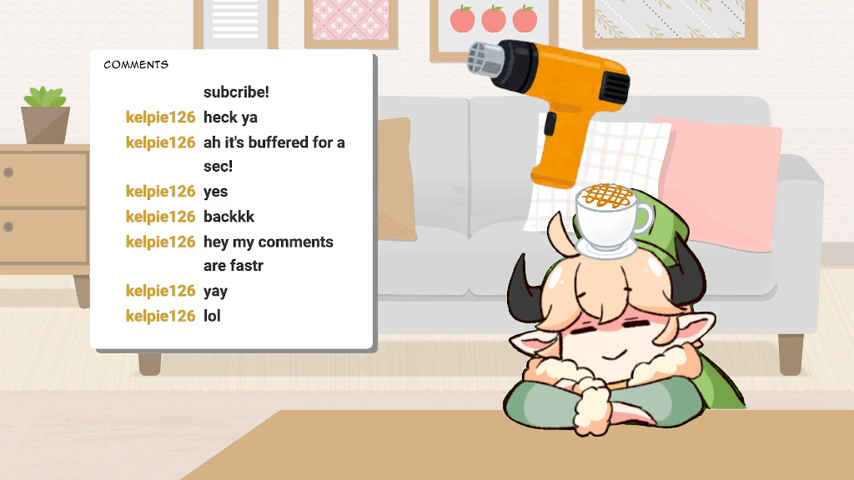 COMMENTS
subcribe!
kelpie126 heck ya
kelpie126 ah it's buffered for a
sec!
kelpie126 yes
kelpie126 backkk
kelpie126 hey my comments
are fastr
kelpie126 yay
kelpie126 lol